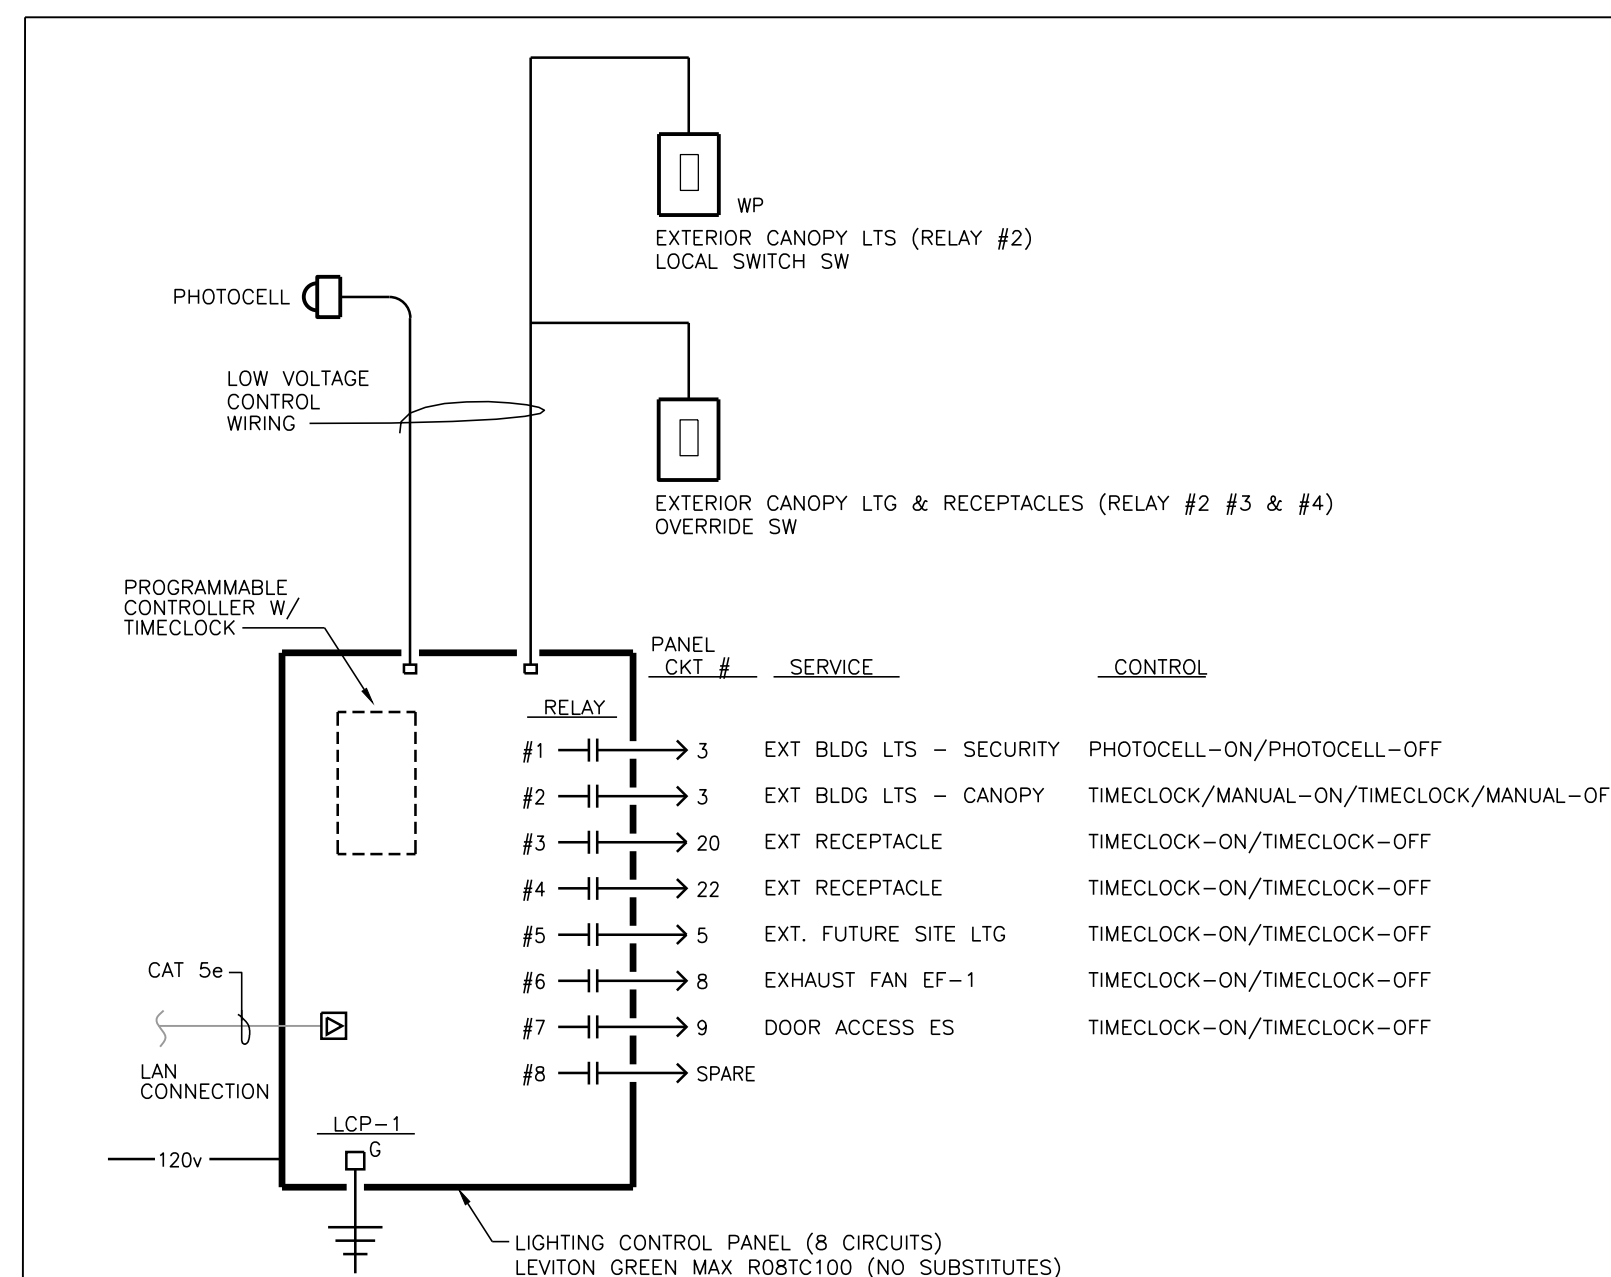 WP
EXTERIOR CANOPY LTS (RELAY #2)
LOCAL SWITCH SW
PHOTOCELL
LOW VOLTAGE
CONTROL
WIRING
EXTERIOR CANOPY LTG & RECEPTACLES (RELAY #2 #3 & #4)
OVERRIDE SW
PROGRAMMABLE
CONTROLLER W/
TIMECLOCK
PANEL
CKT # SERVICE CONTROL
RELAY
#1 3 EXT BLDG LTS - SECURITY PHOTOCELL-ON/PHOTOCELL-OFF
#2 3 EXT BLDG LTS - CANOPY TIMECLOCK/MANUAL-ON/TIMECLOCK/MANUAL-OF
#3 20 EXT RECEPTACLE TIMECLOCK-ON/TIMECLOCK-OFF
#4 22 EXT RECEPTACLE TIMECLOCK-ON/TIMECLOCK-OFF
#5 5 EXT. FUTURE SITE LTG TIMECLOCK-ON/TIMECLOCK-OFF
#6 8 EXHAUST FAN EF-1 TIMECLOCK-ON/TIMECLOCK-OFF
#7 9 DOOR ACCESS ES TIMECLOCK-ON/TIMECLOCK-OFF
#8 SPARE
CAT 5e
LAN
CONNECTION
LCP-1
G
120v
LIGHTING CONTROL PANEL (8 CIRCUITS)
LEVITON GREEN MAX R08TC100 (NO SUBSTITUTES)